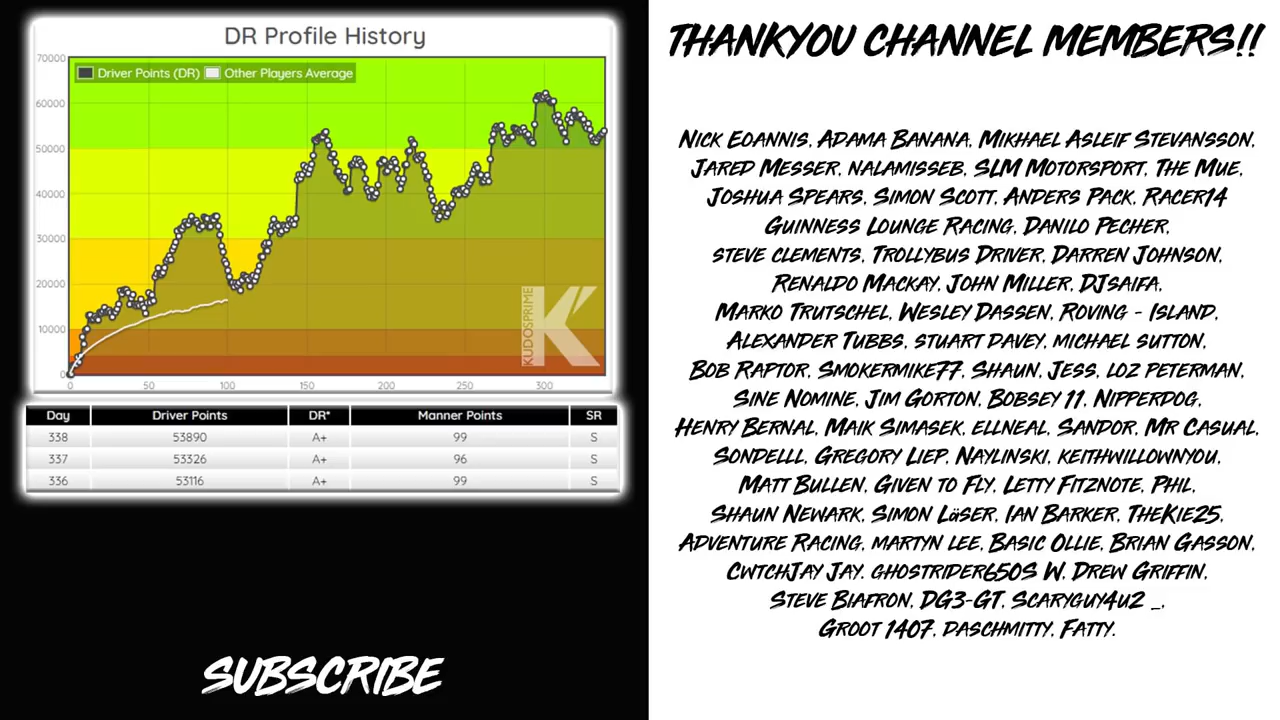 DR Profile History
Driver Points (DR) Other Players Average
70000
60000
50000
40000
30000
20000
10000
0
0 50 100 150 200 250 300
KUDOSPRIME
K'
Day Driver Points DR* Manner Points SR
338 53890 A+ 99 S
337 53326 A+ 96 S
336 53116 A+ 99 S
SUBSCRIBE
THANKYOU CHANNEL MEMBERS!!
Nick Eoannis, Adama Banana, Mikhael Asleif Stevansson,
Jared Messer, nalamisseb, SLM Motorsport, The Mue,
Joshua Spears, Simon Scott, Anders Pack, Racer14
Guinness Lounge Racing, Danilo Pecher,
steve clements, Trollybus Driver, Darren Johnson,
Renaldo Mackay, John Miller, DJsaifa,
Marko Trutschel, Wesley Dassen, Roving - Island,
Alexander Tubbs, stuart davey, michael sutton,
Bob Raptor, Smokermike77, Shaun, Jess, loz peterman,
Sine Nomine, Jim Gorton, Bobsey 11, Nipperdog,
Henry Bernal, Maik Simasek, ellneal, Sandor, Mr Casual,
Sondelll, Gregory Liep, Naylinski, keithwillownyou,
Matt Bullen, Given to Fly, Letty Fitznote, Phil,
Shaun Newark, Simon Läser, Ian Barker, TheKie25,
Adventure Racing, martyn lee, Basic Ollie, Brian Gasson,
CwtchJay Jay, ghostrider650S W, Drew Griffin,
Steve Biafron, DG3-GT, Scaryguy4u2 _,
Groot 1407, daschmitty, Fatty.